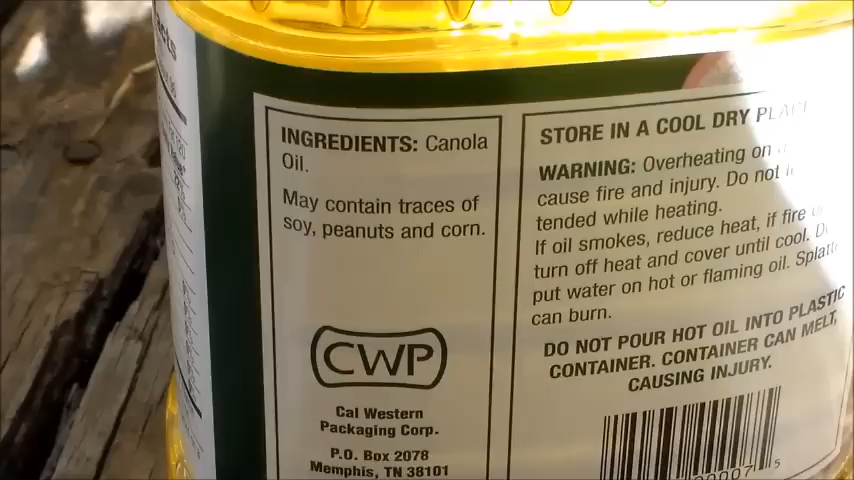 INGREDIENTS: Canola
Oil.
May contain traces of
soy, peanuts and corn.
CWP
Cal Western
Packaging Corp.
P.O. Box 2078
Memphis, TN 38101
STORE IN A COOL DRY PLACE
WARNING: Overheating on
cause fire and injury. Do not
tended while heating.
If oil smokes, reduce heat, if fire
turn off heat and cover until cool.
put water on hot or flaming oil.
can burn.
DO NOT POUR HOT OIL INTO PLASTIC
CONTAINER. CONTAINER CAN MELT,
CAUSING INJURY.